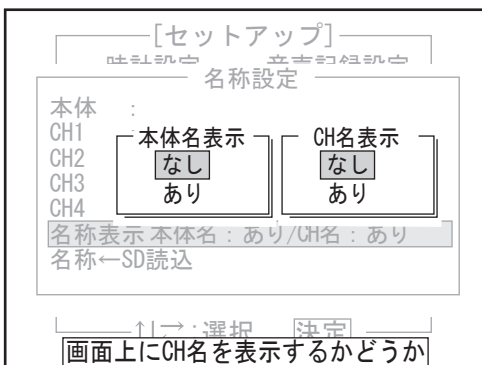 [セットアップ]
時計設定 音声記録設定
名称設定
本体 :
CH1
CH2
CH3
CH4
本体名表示
なし
あり
CH名表示
なし
あり
名称表示 本体名:あり/CH名:あり
名称←SD読込
↑↓→:選択 決定
画面上にCH名を表示するかどうか